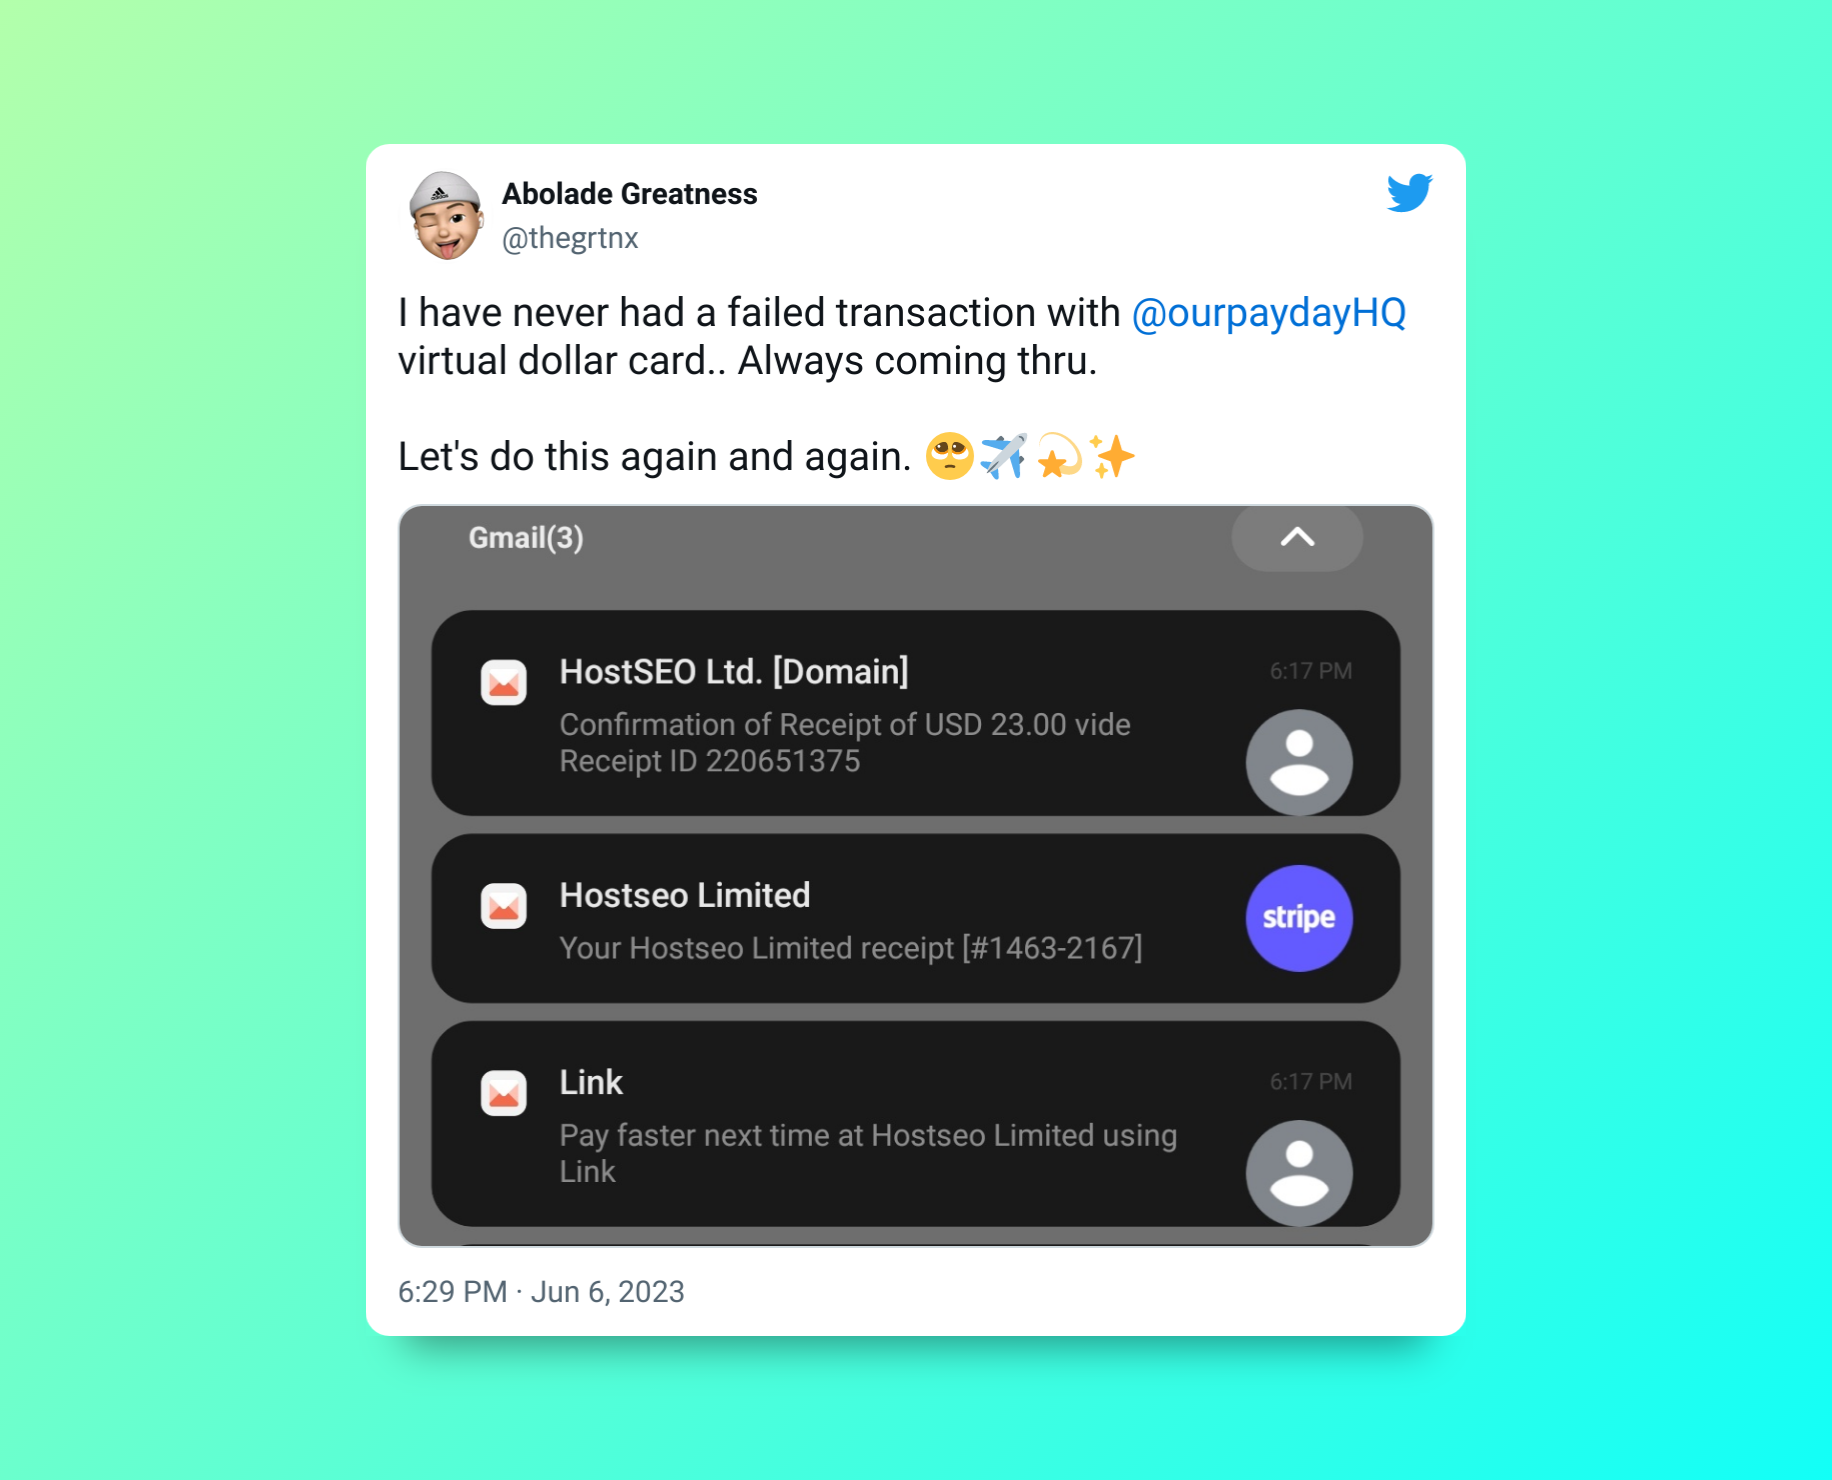 Abolade Greatness
@thegrtnx
I have never had a failed transaction with @ourpaydayHQ
virtual dollar card.. Always coming thru.
Let's do this again and again. 🥺✈️💫✨
Gmail(3)
HostSEO Ltd. [Domain]
6:17 PM
Confirmation of Receipt of USD 23.00 vide
Receipt ID 220651375
Hostseo Limited
stripe
Your Hostseo Limited receipt [#1463-2167]
Link
6:17 PM
Pay faster next time at Hostseo Limited using
Link
6:29 PM · Jun 6, 2023